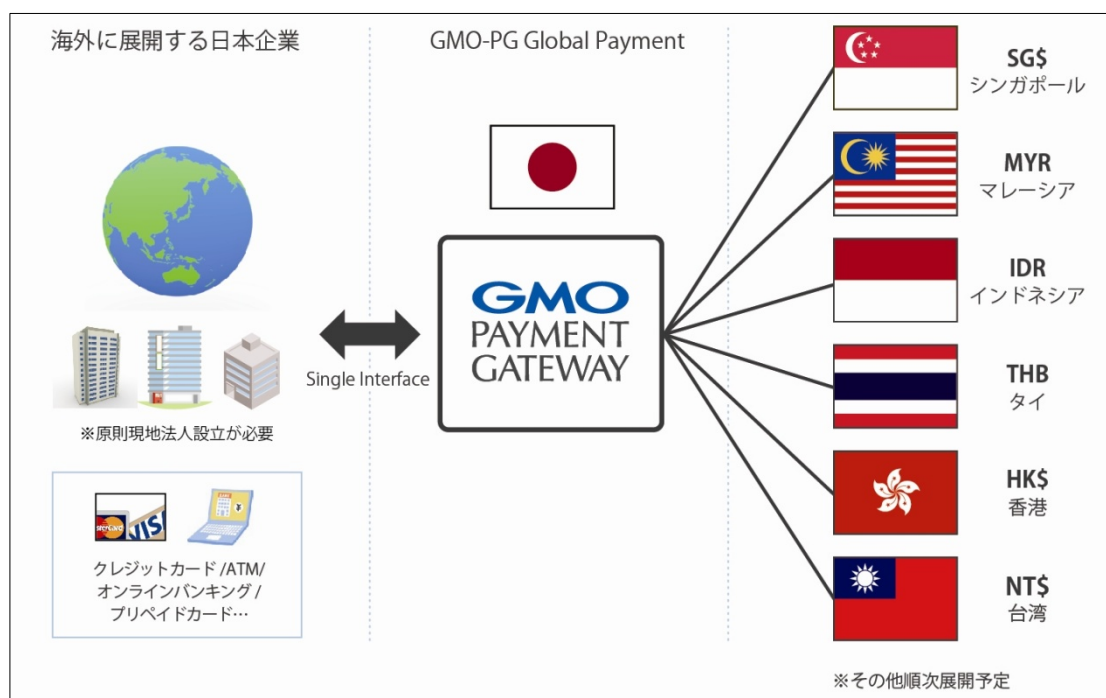 海外に展開する日本企業
GMO-PG Global Payment
GMO
PAYMENT
GATEWAY
Single Interface
※原則現地法人設立が必要
VISA
クレジットカード /ATM/
オンラインバンキング /
プリペイドカード…
SG$
シンガポール
MYR
マレーシア
IDR
インドネシア
THB
タイ
HK$
香港
NT$
台湾
※その他順次展開予定